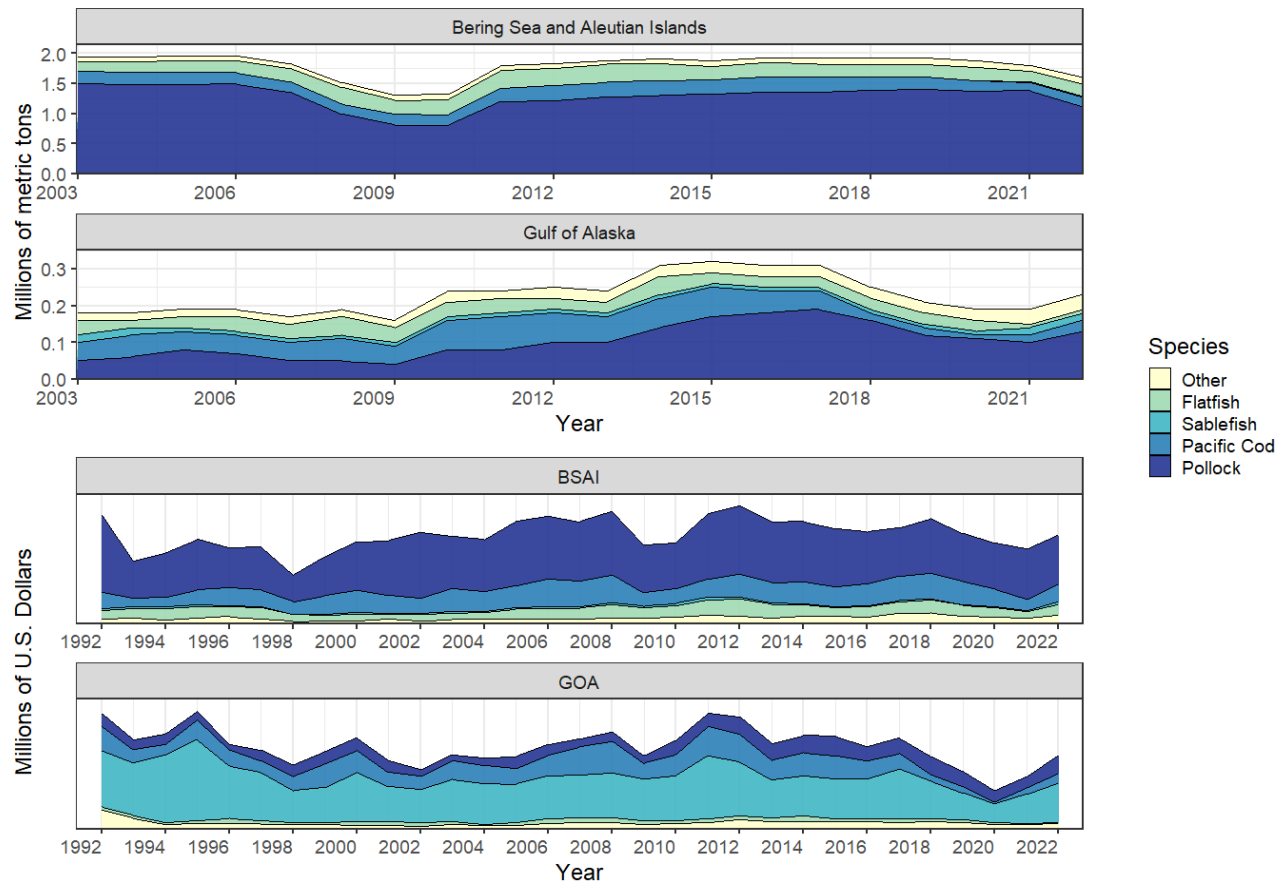 Bering Sea and Aleutian Islands
2.0
1.5
1.0
0.5
0.0
2003 2006 2009 2012 2015 2018 2021
Millions of metric tons
Gulf of Alaska
0.3
0.2
0.1
0.0
2003 2006 2009 2012 2015 2018 2021
Year
Species
Other
Flatfish
Sablefish
Pacific Cod
Pollock
BSAI
1992 1994 1996 1998 2000 2002 2004 2006 2008 2010 2012 2014 2016 2018 2020 2022
Millions of U.S. Dollars
GOA
1992 1994 1996 1998 2000 2002 2004 2006 2008 2010 2012 2014 2016 2018 2020 2022
Year